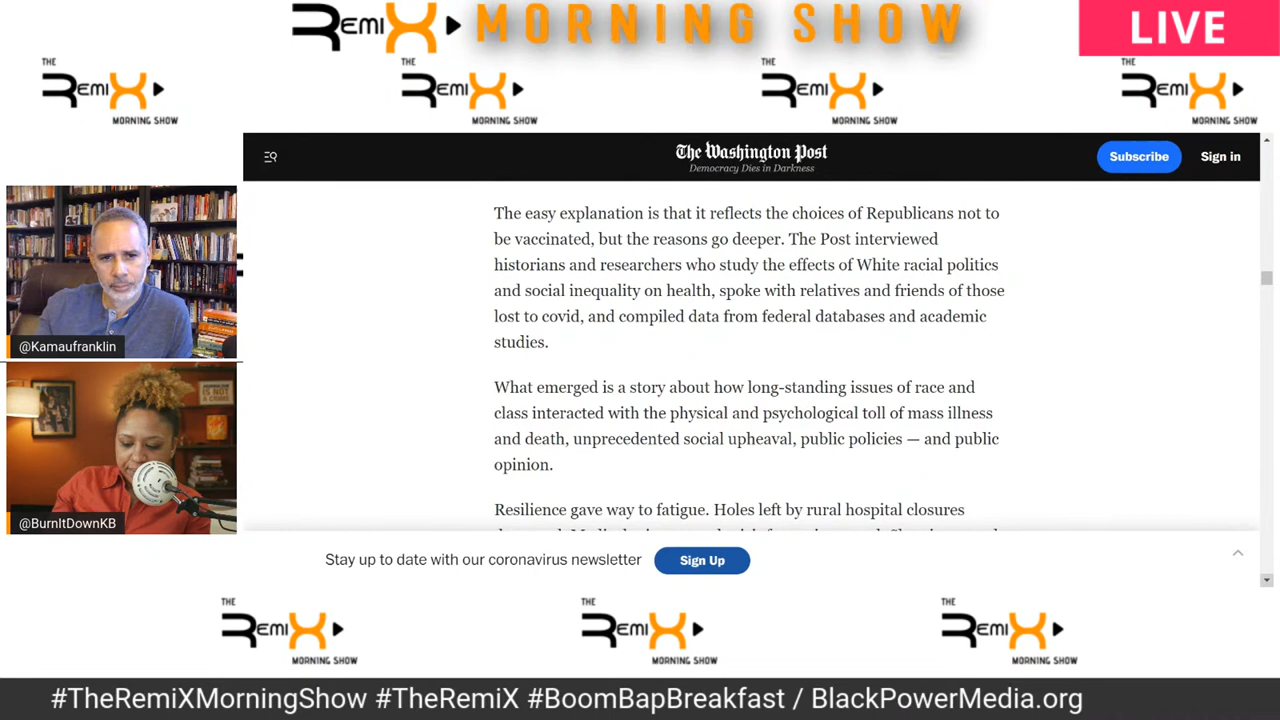 REMIX MORNING SHOW
LIVE
THE REMIX MORNING SHOW
THE REMIX MORNING SHOW
THE REMIX MORNING SHOW
THE REMIX MORNING SHOW
The Washington Post
Democracy Dies in Darkness
Subscribe
Sign in
The easy explanation is that it reflects the choices of Republicans not to
be vaccinated, but the reasons go deeper. The Post interviewed
historians and researchers who study the effects of White racial politics
and social inequality on health, spoke with relatives and friends of those
lost to covid, and compiled data from federal databases and academic
studies.
What emerged is a story about how long-standing issues of race and
class interacted with the physical and psychological toll of mass illness
and death, unprecedented social upheaval, public policies — and public
opinion.
Resilience gave way to fatigue. Holes left by rural hospital closures
@Kamaufranklin
@BurnItDownKB
Stay up to date with our coronavirus newsletter
Sign Up
THE REMIX MORNING SHOW
THE REMIX MORNING SHOW
THE REMIX MORNING SHOW
#TheRemiXMorningShow #TheRemiX #BoomBapBreakfast / BlackPowerMedia.org